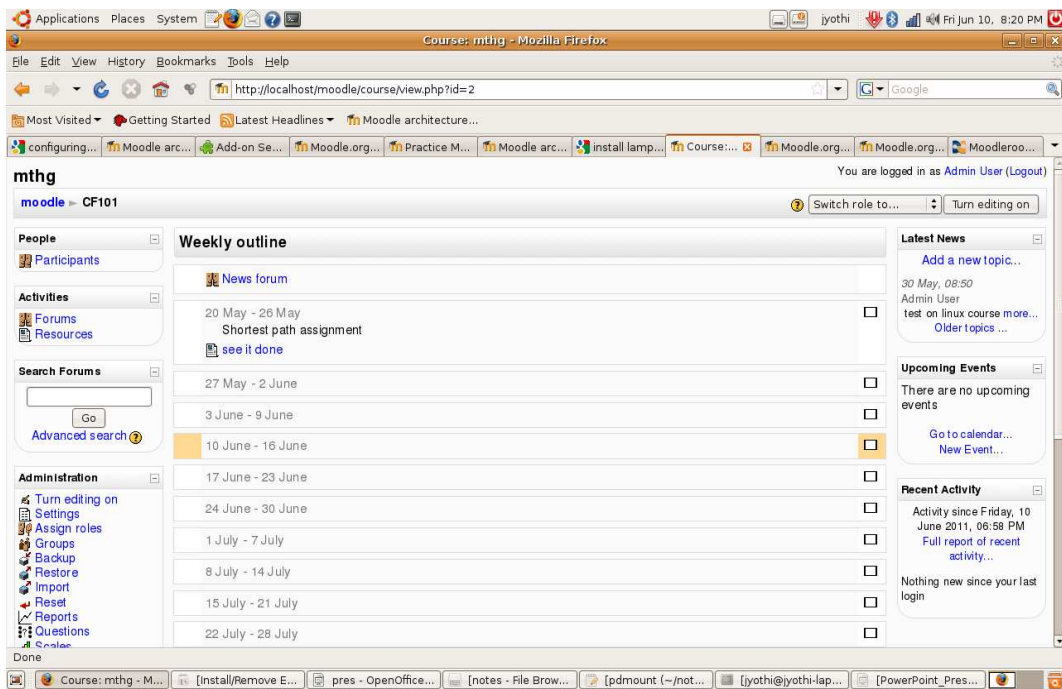 Applications Places System
jyothi
Fri Jun 10, 8:20 PM
Course: mthg - Mozilla Firefox
File Edit View History Bookmarks Tools Help
http://localhost/moodle/course/view.php?id=2
Google
Most Visited Getting Started Latest Headlines Moodle architecture...
configuring... Moodle arc... Add-on Se... Moodle.org... Practice M... Moodle arc... install lamp... Course:... Moodle.org... Moodle.org... Moodleroo...
mthg
You are logged in as Admin User (Logout)
moodle ► CF101
Switch role to...
Turn editing on
People
Participants
Activities
Forums
Resources
Search Forums
Go
Advanced search
Administration
Turn editing on
Settings
Assign roles
Groups
Backup
Restore
Import
Reset
Reports
Questions
Scales
Weekly outline
News forum
20 May - 26 May
Shortest path assignment
see it done
27 May - 2 June
3 June - 9 June
10 June - 16 June
17 June - 23 June
24 June - 30 June
1 July - 7 July
8 July - 14 July
15 July - 21 July
22 July - 28 July
Latest News
Add a new topic...
30 May, 08:50
Admin User
test on linux course more...
Older topics ...
Upcoming Events
There are no upcoming
events
Go to calendar...
New Event...
Recent Activity
Activity since Friday, 10
June 2011, 06:58 PM
Full report of recent
activity...
Nothing new since your last
login
Done
Course: mthg - M... [Install/Remove E... pres - OpenOffice... [notes - File Brow... [pdmount (~/not... [jyothi@jyothi-lap... [PowerPoint_Pres...